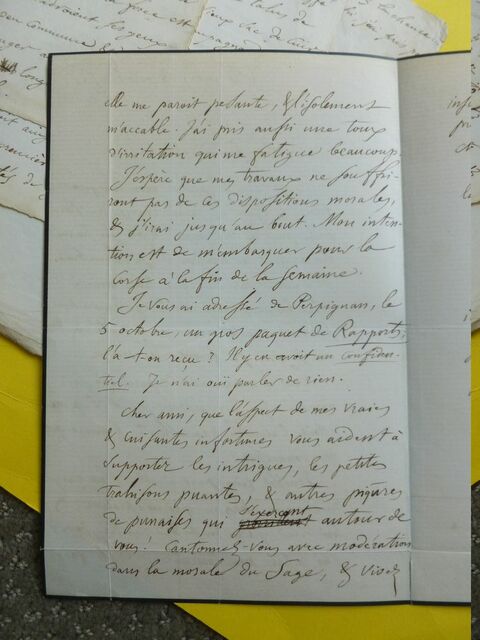 elle me paroit pesante, & l'isolement
m'accable. J'ai pris aussi une toux
d'irritation qui me fatigue beaucoup.
J'espère que mes travaux ne souffri-
ront pas de ces dispositions morales,
& j'irai jusqu'au bout. Mon inten-
tion est de m'embarquer pour la
Corse à la fin de la semaine.
Je vous ai adressé de Perpignan, le
5 octobre, un gros paquet de Rapports,
l'a-t-on reçu ? Il y en avoit un confiden-
tiel. Je n'ai ouï parler de rien.
Cher ami, que l'aspect de mes vraies
& cuisantes infortunes vous aident à
supporter les intrigues, les petites
trahisons puantes, & autres piqûres
de punaises qui s'exercent autour de
vous ! Cantonnez-vous avec modération
dans la morale du Sage, & vivez